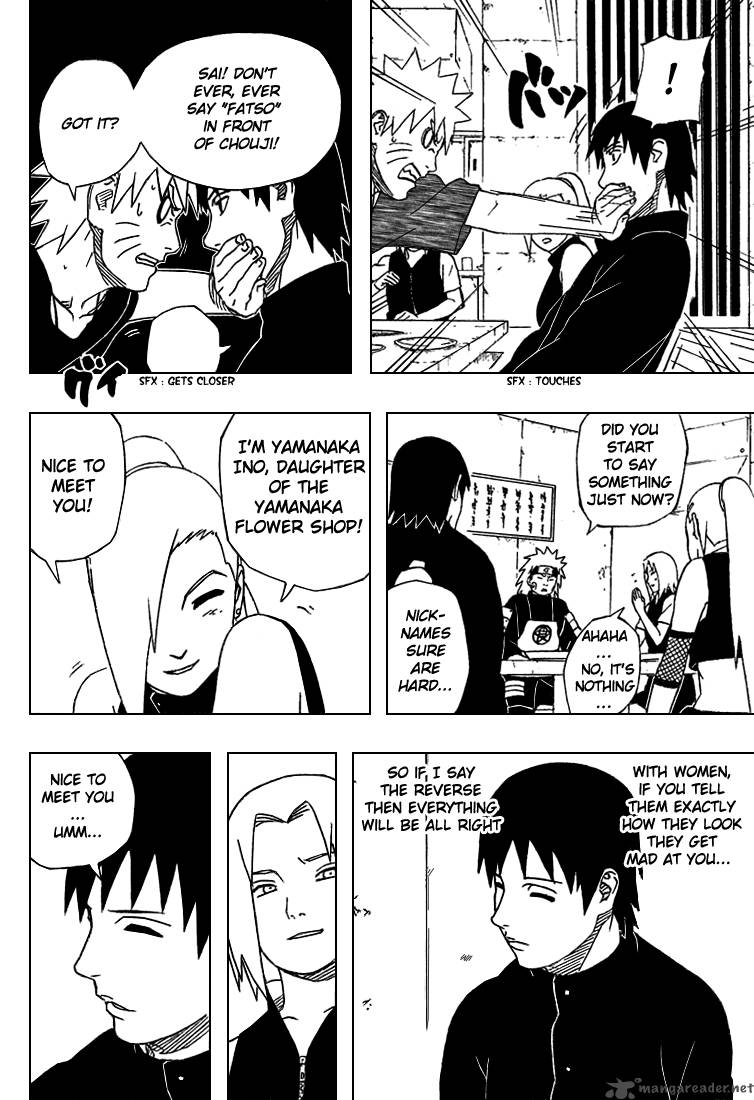 !
ドッ
SFX : TOUCHES
SAI! DON'T
EVER, EVER
SAY "FATSO"
IN FRONT
OF CHOUJI!
GOT IT?
グイ
SFX : GETS CLOSER
DID YOU
START
TO SAY
SOMETHING
JUST NOW?
AHAHA
...
NO, IT'S
NOTHING
...
NICK-
NAMES
SURE
ARE
HARD...
I'M YAMANAKA
INO, DAUGHTER
OF THE
YAMANAKA
FLOWER SHOP!
NICE TO
MEET
YOU!
WITH WOMEN,
IF YOU TELL
THEM EXACTLY
HOW THEY LOOK
THEY GET
MAD AT YOU...
SO IF I SAY
THE REVERSE
THEN EVERYTHING
WILL BE ALL RIGHT
NICE TO
MEET YOU
...
UMM...
mangareader.net